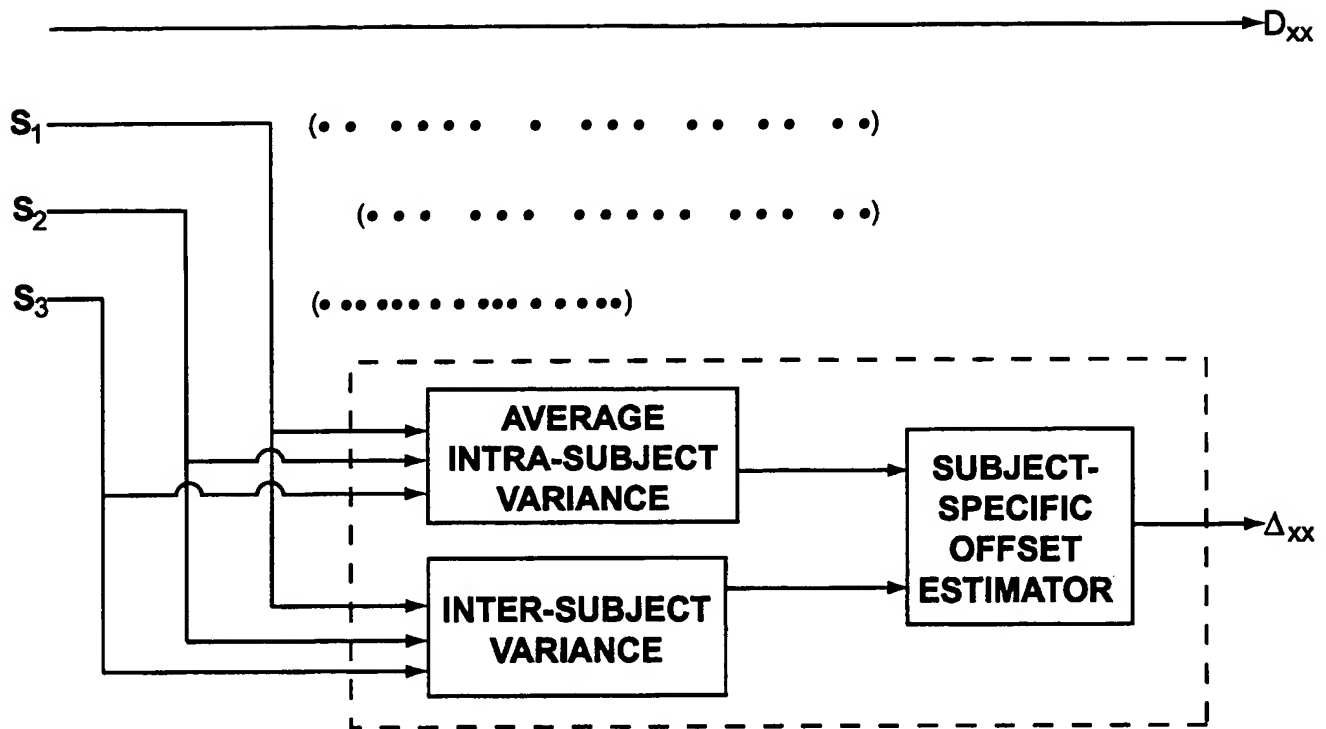 Dxx
S1
S2
S3
AVERAGE
INTRA-SUBJECT
VARIANCE
SUBJECT-
SPECIFIC
OFFSET
ESTIMATOR
Δxx
INTER-SUBJECT
VARIANCE